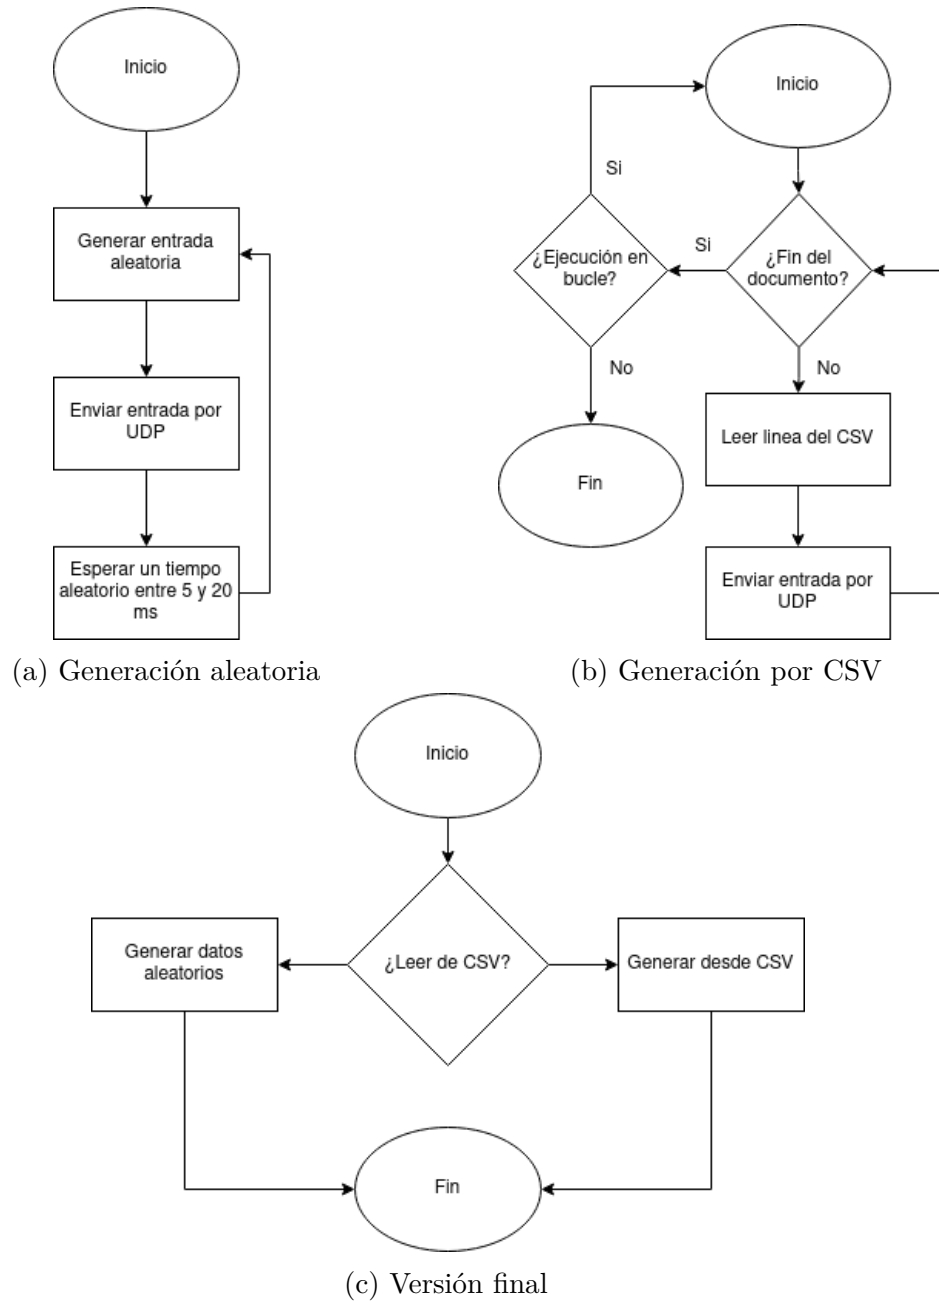 Inicio
Generar entrada
aleatoria
Enviar entrada por
UDP
Esperar un tiempo
aleatorio entre 5 y 20
ms
(a) Generación aleatoria
Inicio
Si
¿Ejecución en
bucle?
Si
¿Fin del
documento?
No
No
Leer linea del CSV
Fin
Enviar entrada por
UDP
(b) Generación por CSV
Inicio
Generar datos
aleatorios
¿Leer de CSV?
Generar desde CSV
Fin
(c) Versión final